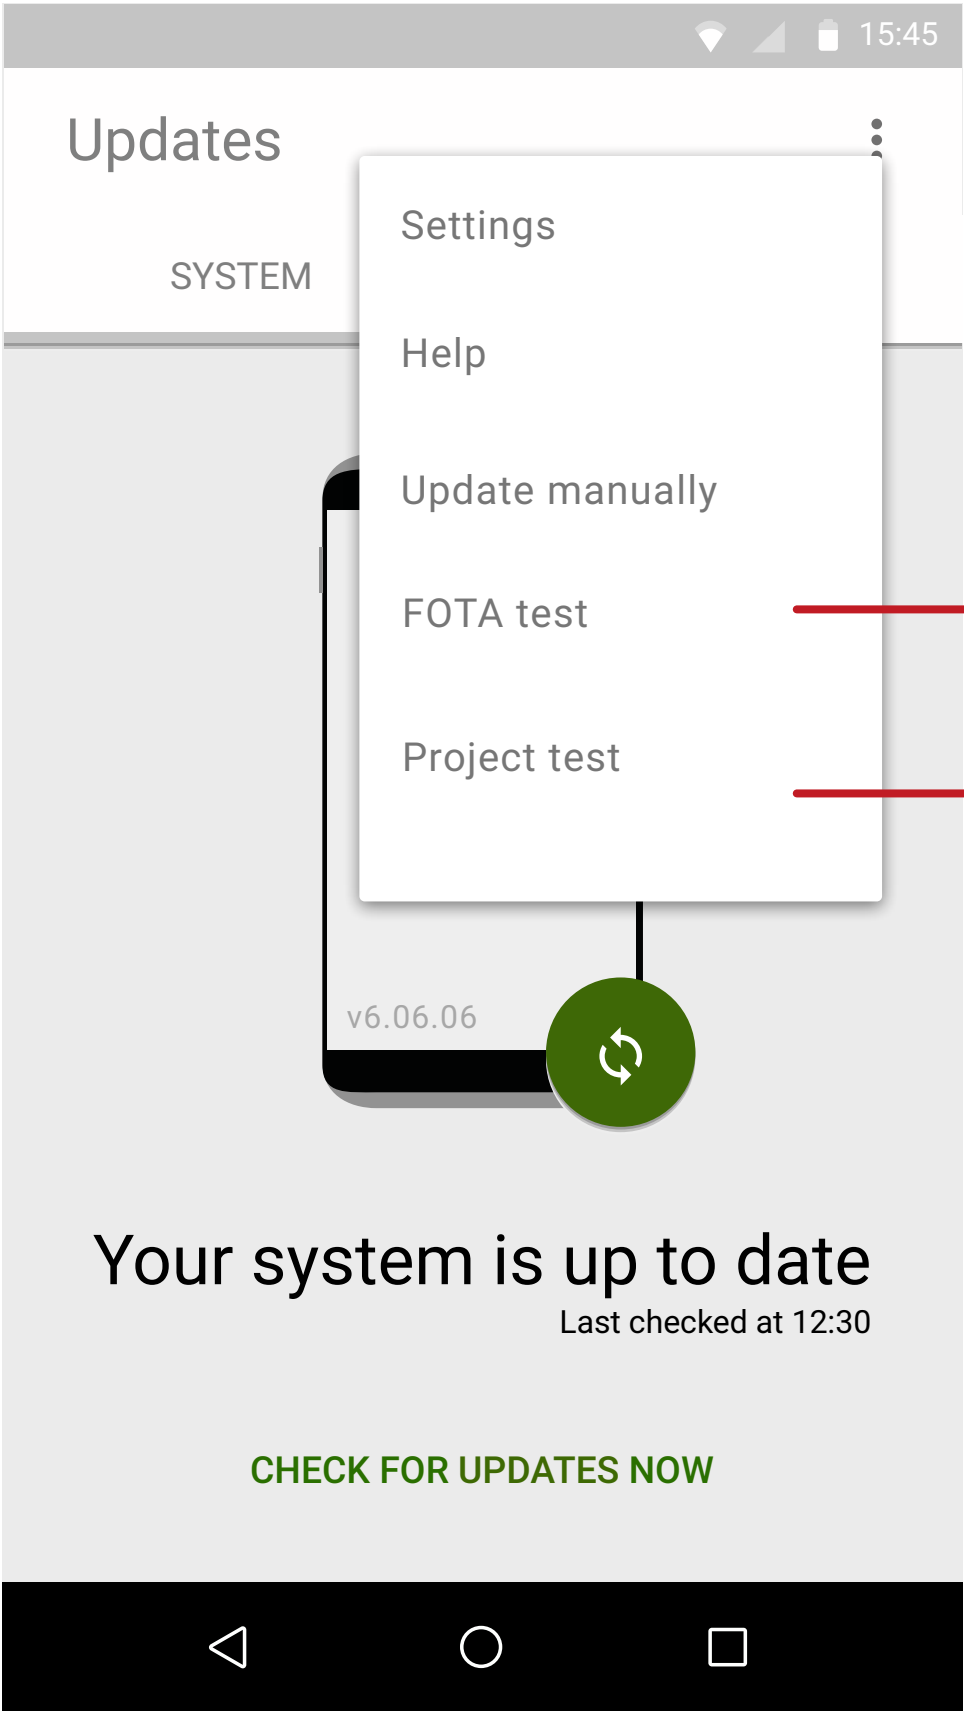 15:45
Updates
SYSTEM
Settings
Help
Update manually
FOTA test
Project test
v6.06.06
Your system is up to date
Last checked at 12:30
CHECK FOR UPDATES NOW